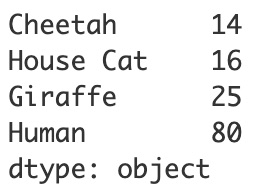 Cheetah      14
House Cat    16
Giraffe      25
Human        80
dtype: object